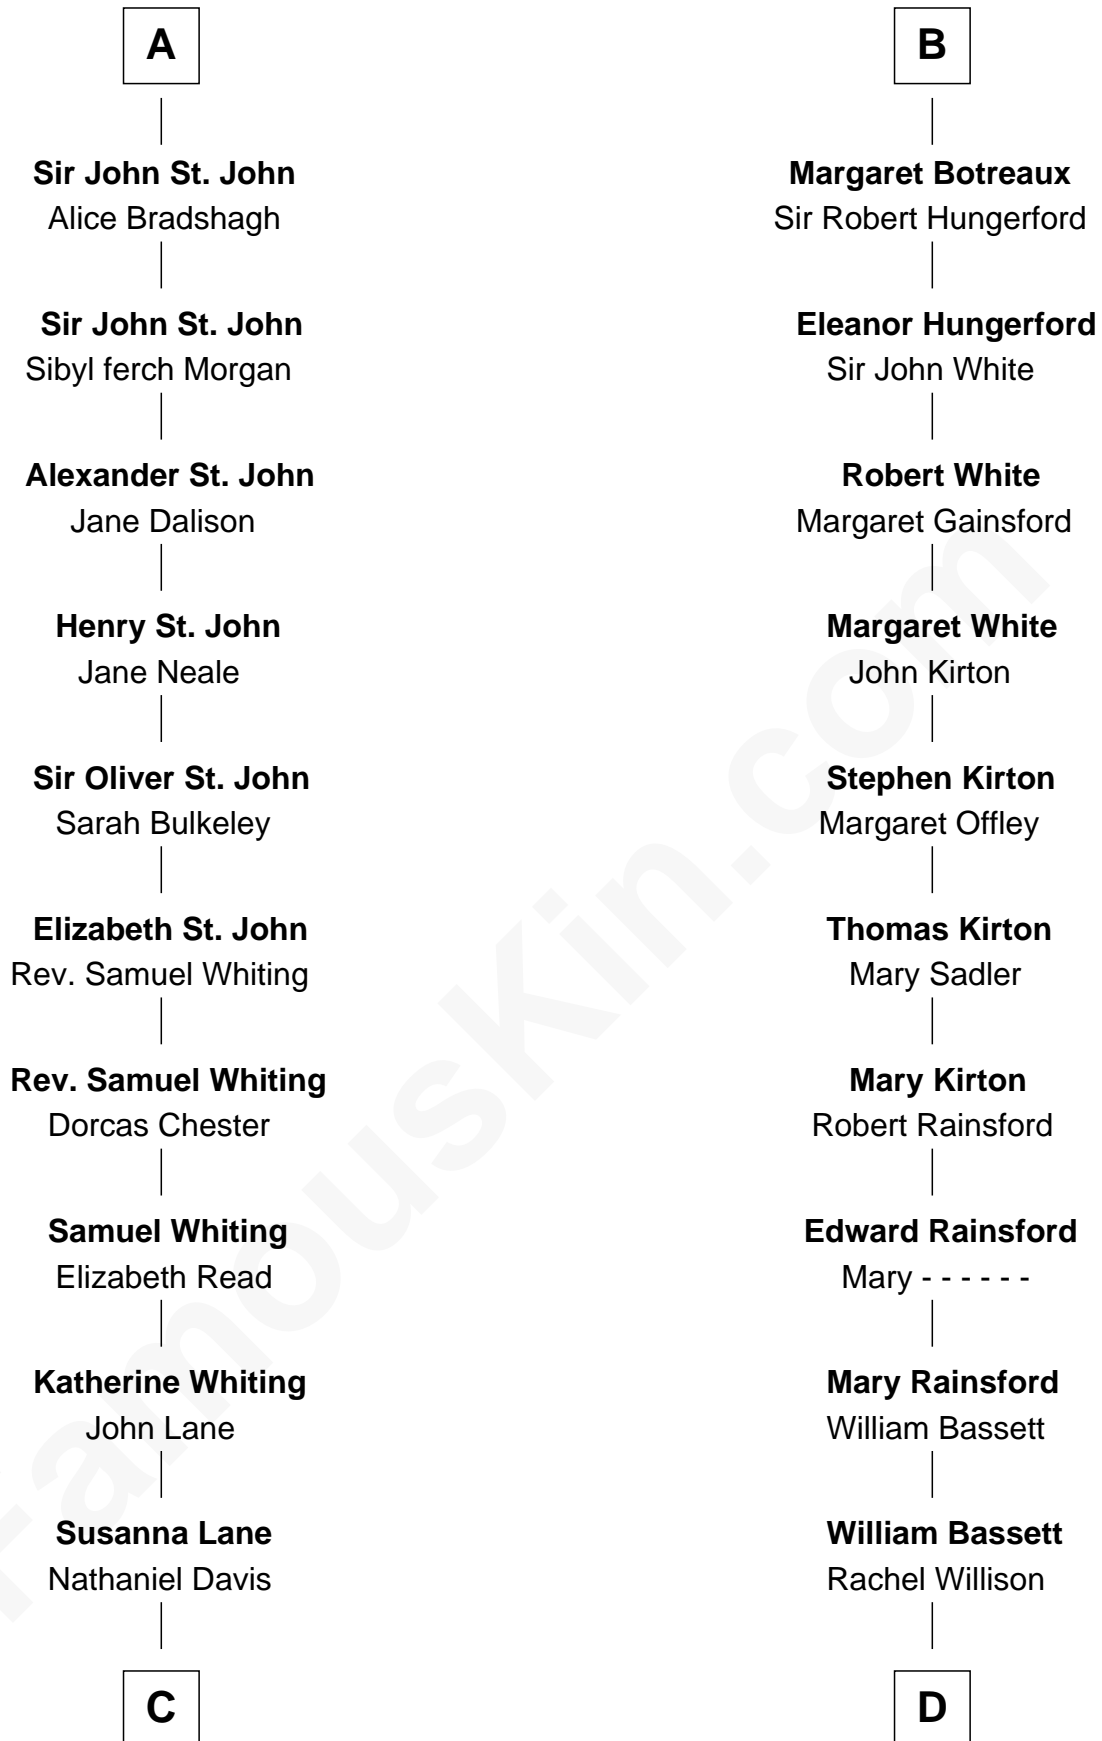 A
Sir John St. John
Alice Bradshagh
Sir John St. John
Sibyl ferch Morgan
Alexander St. John
Jane Dalison
Henry St. John
Jane Neale
Sir Oliver St. John
Sarah Bulkeley
Elizabeth St. John
Rev. Samuel Whiting
Rev. Samuel Whiting
Dorcas Chester
Samuel Whiting
Elizabeth Read
Katherine Whiting
John Lane
Susanna Lane
Nathaniel Davis
C
B
Margaret Botreaux
Sir Robert Hungerford
Eleanor Hungerford
Sir John White
Robert White
Margaret Gainsford
Margaret White
John Kirton
Stephen Kirton
Margaret Offley
Thomas Kirton
Mary Sadler
Mary Kirton
Robert Rainsford
Edward Rainsford
Mary - - - - - -
Mary Rainsford
William Bassett
William Bassett
Rachel Willison
D
FamousKin.com